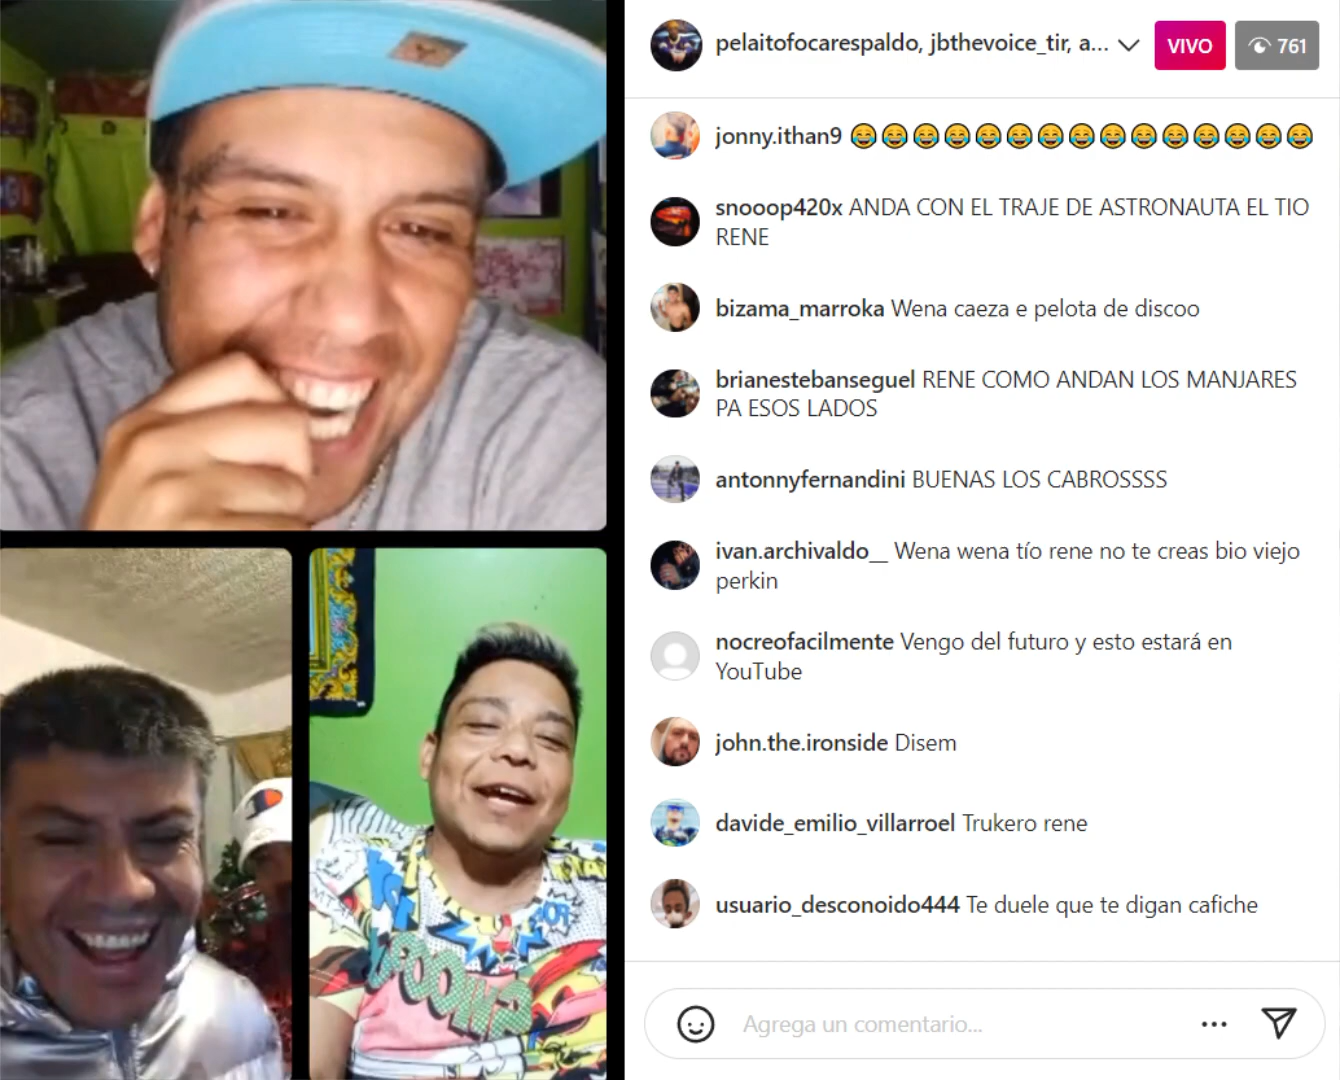 pelaitofocarespaldo, jbthevoice_tir, a...
VIVO
761
jonny.ithan9 😂😂😂😂😂😂😂😂😂😂😂😂😂😂😂
snooop420x ANDA CON EL TRAJE DE ASTRONAUTA EL TIO
RENE
bizama_marroka Wena caeza e pelota de discoo
brianestebanseguel RENE COMO ANDAN LOS MANJARES
PA ESOS LADOS
antonnyfernandini BUENAS LOS CABROSSSS
ivan.archivaldo__ Wena wena tío rene no te creas bio viejo
perkin
nocreofacilmente Vengo del futuro y esto estará en
YouTube
john.the.ironside Disem
davide_emilio_villarroel Trukero rene
usuario_desconoido444 Te duele que te digan cafiche
Agrega un comentario...